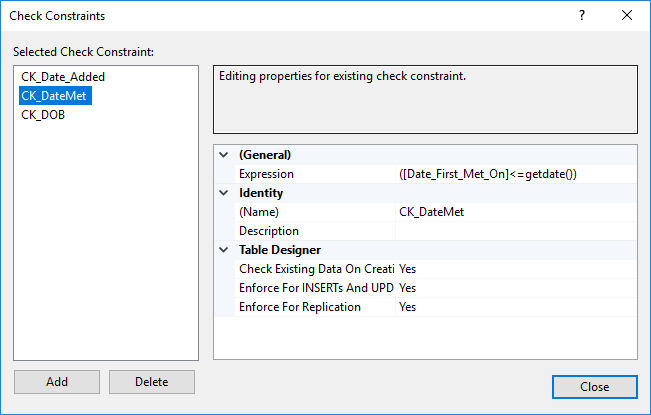 Check Constraints
?
Selected Check Constraint:
CK_Date_Added
CK_DateMet
CK_DOB
Add
Delete
Editing properties for existing check constraint.
(General)
Expression ([Date_First_Met_On]<=getdate())
Identity
(Name) CK_DateMet
Description
Table Designer
Check Existing Data On Creati Yes
Enforce For INSERTs And UPD Yes
Enforce For Replication Yes
Close